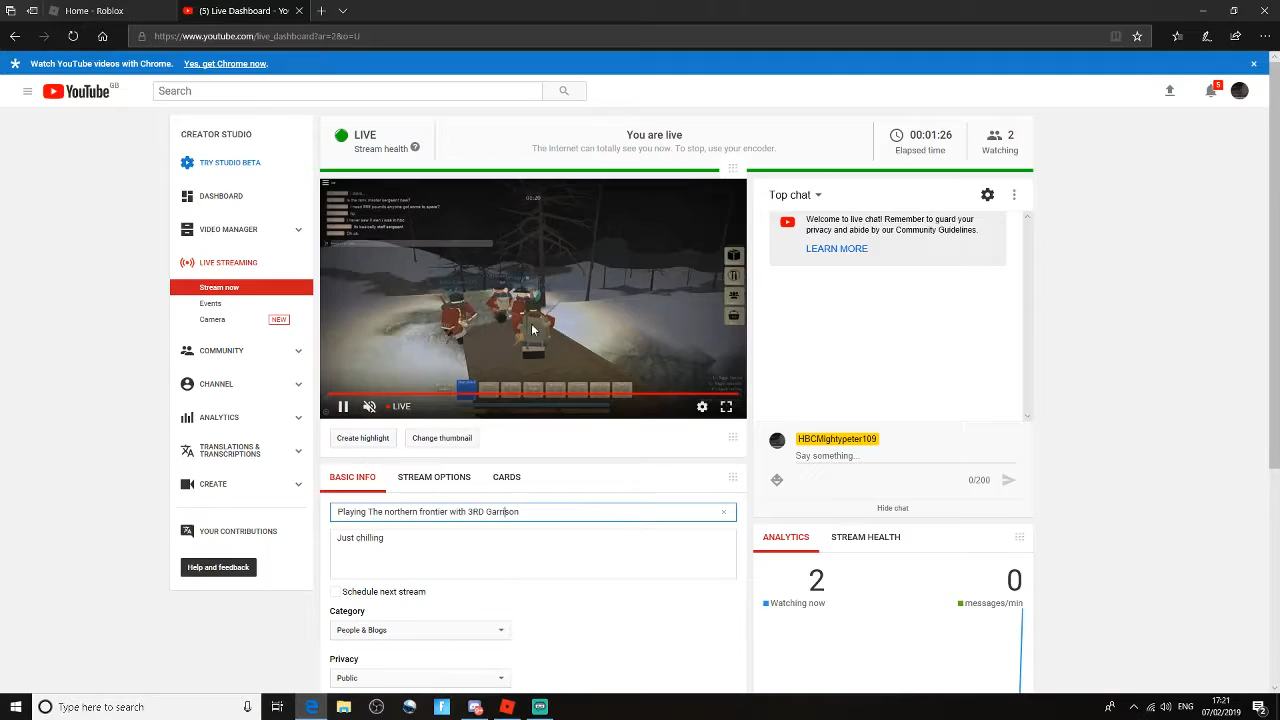 Home - Roblox
(5) Live Dashboard - Yo
https://www.youtube.com/live_dashboard?ar=2&o=U
Watch YouTube videos with Chrome. Yes, get Chrome now.
YouTube GB
Search
5
CREATOR STUDIO
TRY STUDIO BETA
DASHBOARD
VIDEO MANAGER
LIVE STREAMING
Stream now
Events
Camera NEW
COMMUNITY
CHANNEL
ANALYTICS
TRANSLATIONS &
TRANSCRIPTIONS
CREATE
YOUR CONTRIBUTIONS
Help and feedback
LIVE
Stream health ?
You are live
The Internet can totally see you now. To stop, use your encoder.
00:01:26
Elapsed time
2
Watching
00:20
LIVE
Create highlight
Change thumbnail
BASIC INFO
STREAM OPTIONS
CARDS
Playing The northern frontier with 3RD Garrison
Just chilling
Schedule next stream
Category
People & Blogs
Privacy
Public
Top chat
Welcome to live chat! Remember to guard your
privacy and abide by our Community Guidelines.
LEARN MORE
HBCMightypeter109
Say something...
0/200
Hide chat
ANALYTICS
STREAM HEALTH
2
Watching now
0
messages/min
Type here to search
17:21
07/02/2019